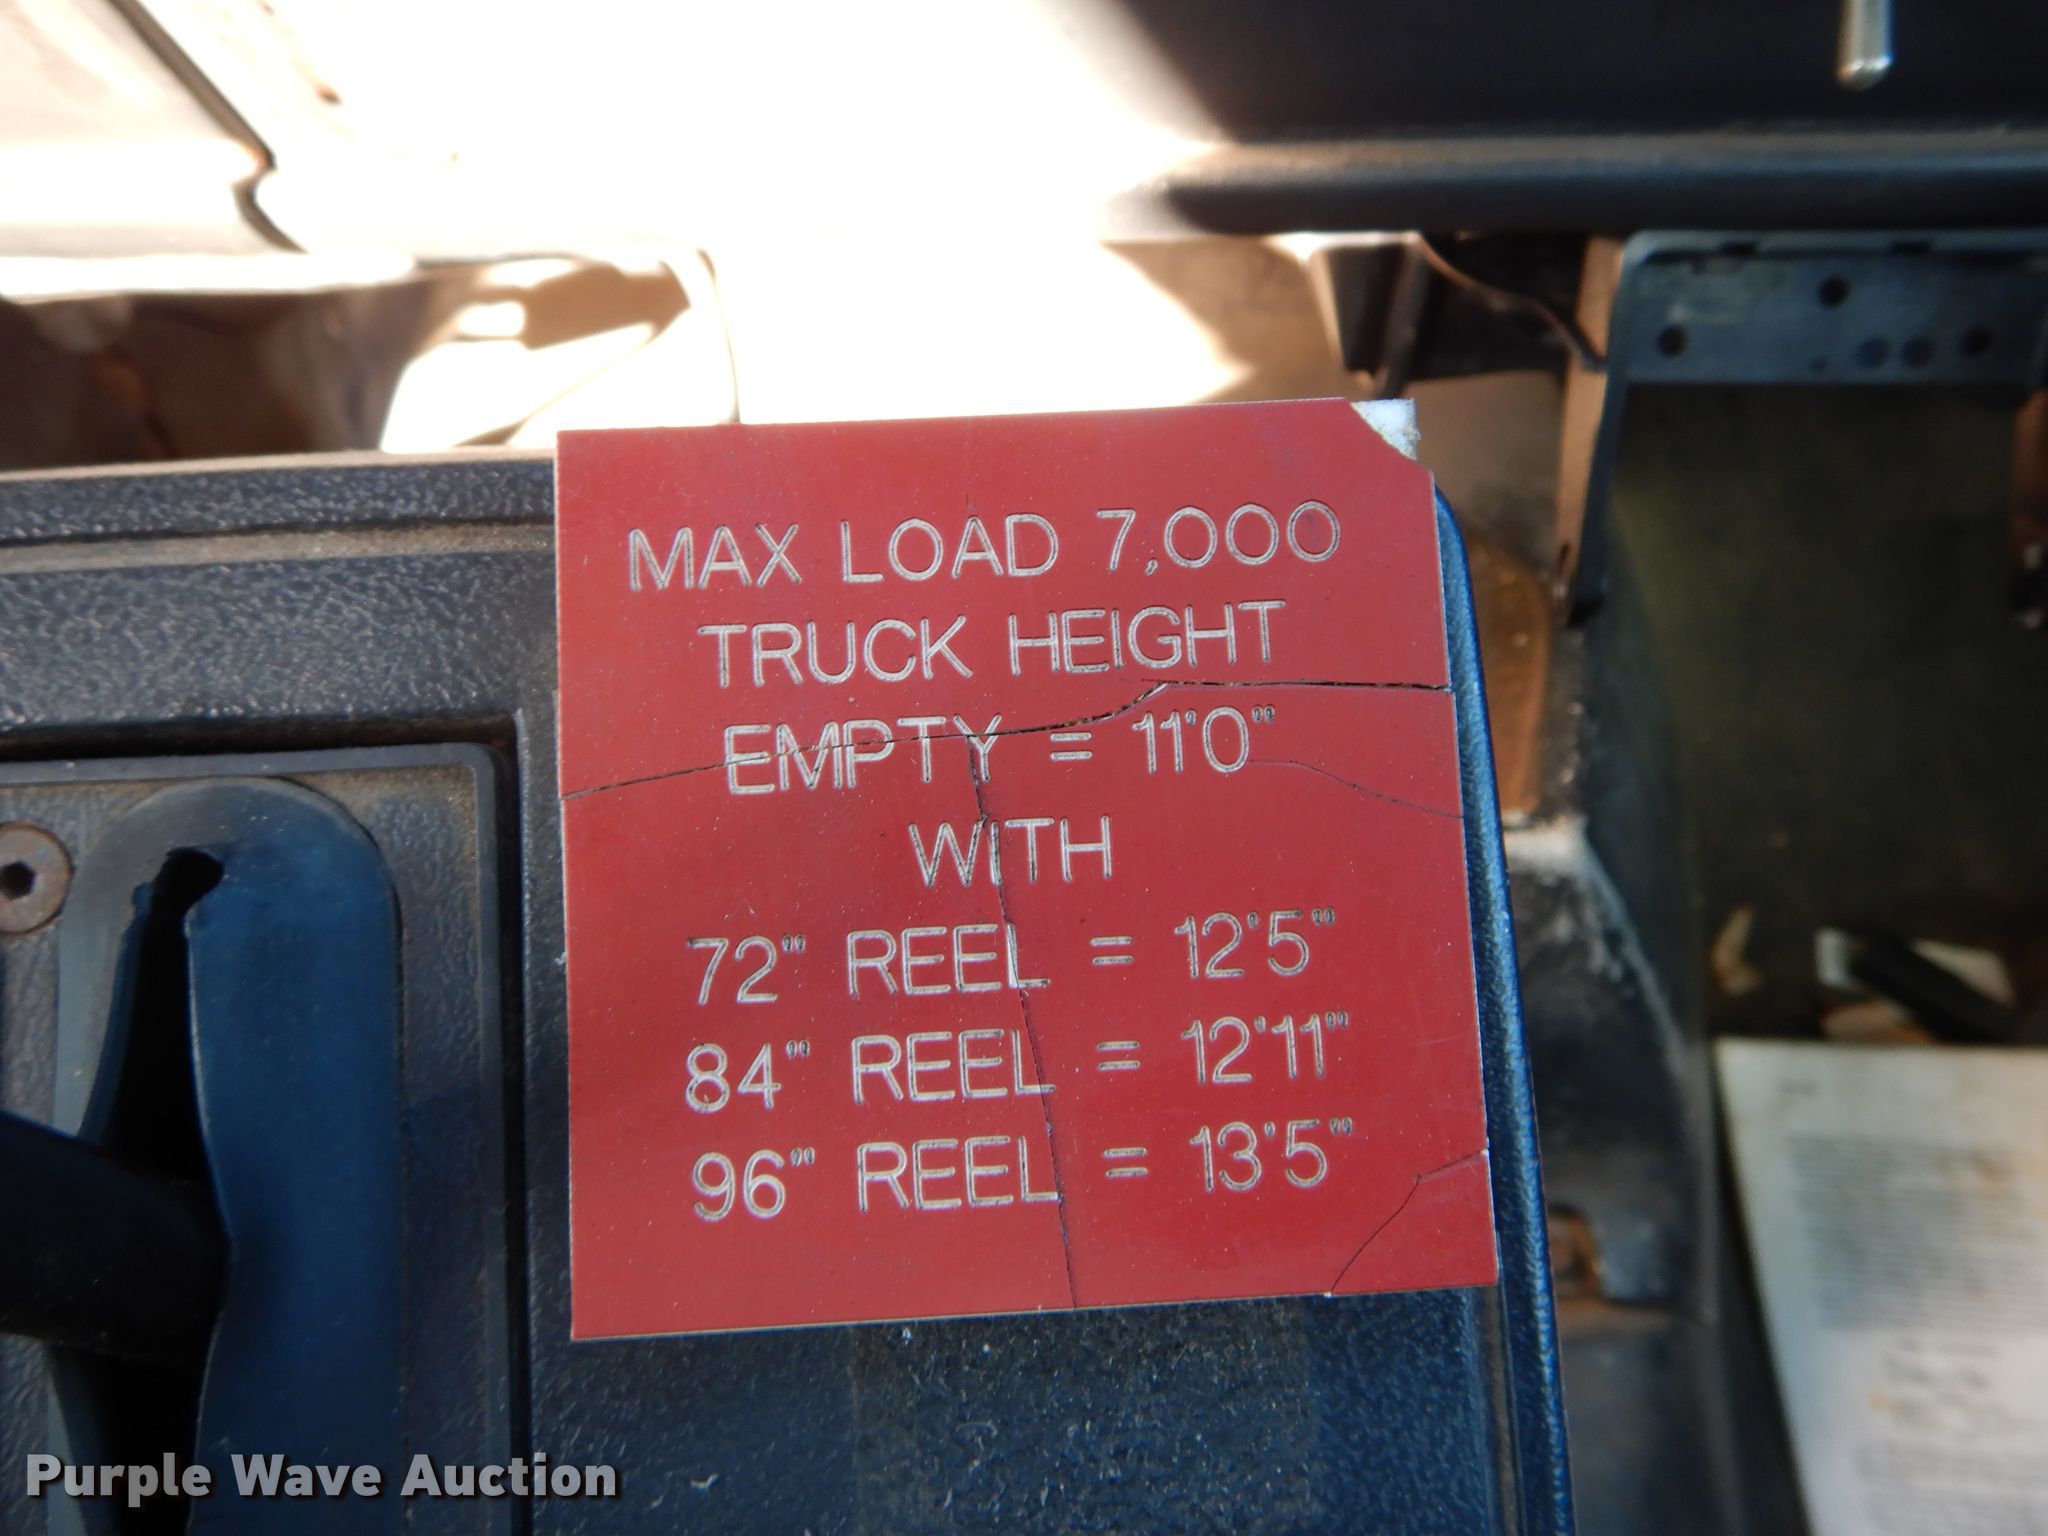 MAX LOAD 7,000
TRUCK HEIGHT
EMPTY = 11'0"
WITH
72" REEL = 12'5"
84" REEL = 12'11"
96" REEL = 13'5"
Purple Wave Auction